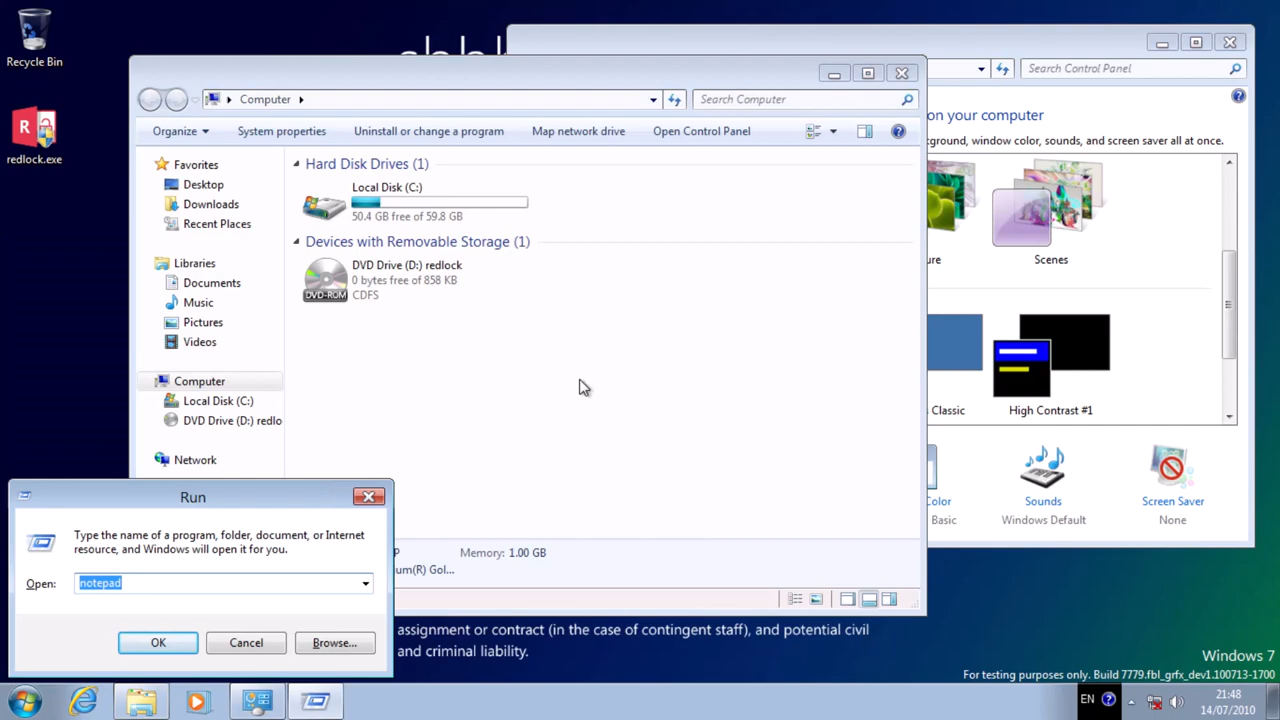 Recycle Bin
redlock.exe
Computer
Search Computer
Organize
System properties
Uninstall or change a program
Map network drive
Open Control Panel
Favorites
Desktop
Downloads
Recent Places
Libraries
Documents
Music
Pictures
Videos
Computer
Local Disk (C:)
DVD Drive (D:) redlo
Network
Hard Disk Drives (1)
Local Disk (C:)
50.4 GB free of 59.8 GB
Devices with Removable Storage (1)
DVD Drive (D:) redlock
0 bytes free of 858 KB
CDFS
DVD-ROM
Memory: 1.00 GB
um(R) Gol...
Search Control Panel
on your computer
ground, window color, sounds, and screen saver all at once.
ure
Scenes
s Classic
High Contrast #1
Color
Basic
Sounds
Windows Default
Screen Saver
None
Run
Type the name of a program, folder, document, or Internet
resource, and Windows will open it for you.
Open:
notepad
OK
Cancel
Browse...
assignment or contract (in the case of contingent staff), and potential civil
and criminal liability.
Windows 7
For testing purposes only. Build 7779.fbl_grfx_dev1.100713-1700
EN
21:48
14/07/2010